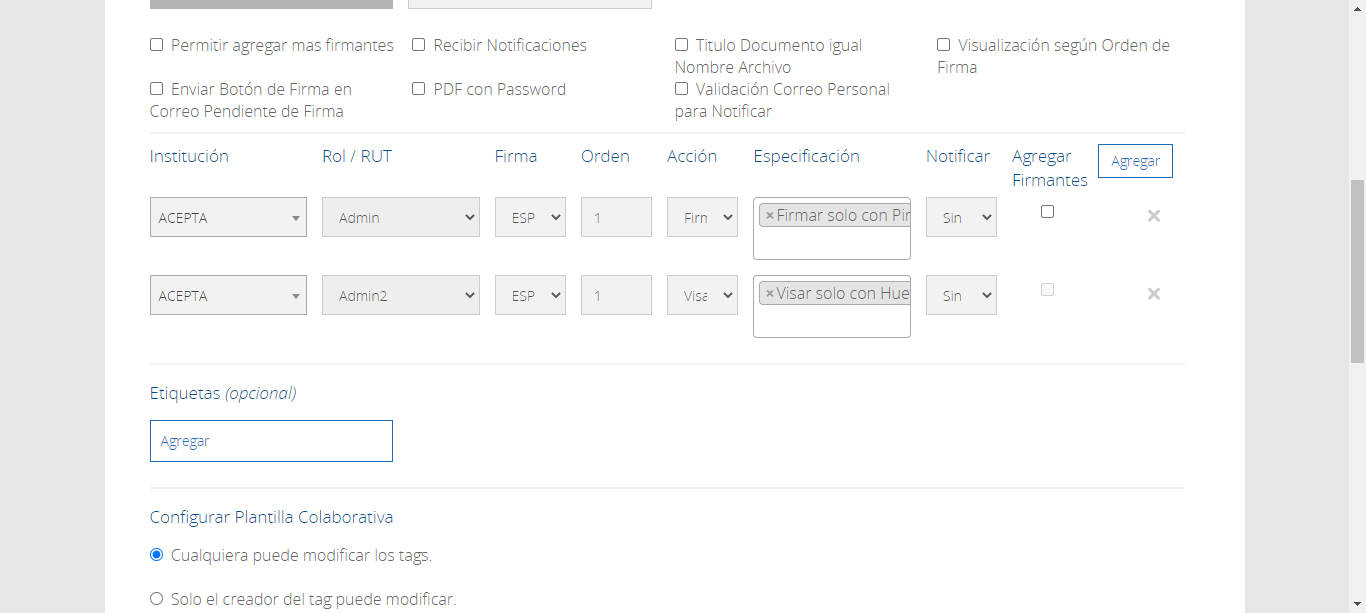 Permitir agregar mas firmantes
Recibir Notificaciones
Titulo Documento igual
Nombre Archivo
Visualización según Orden de
Firma
Enviar Botón de Firma en
Correo Pendiente de Firma
PDF con Password
Validación Correo Personal
para Notificar
Institución Rol / RUT Firma Orden Acción Especificación Notificar Agregar
Firmantes
Agregar
ACEPTA Admin ESP 1 Firm ×Firmar solo con Pin Sin ×
ACEPTA Admin2 ESP 1 Visa ×Visar solo con Hue Sin ×
Etiquetas (opcional)
Agregar
Configurar Plantilla Colaborativa
Cualquiera puede modificar los tags.
Solo el creador del tag puede modificar.